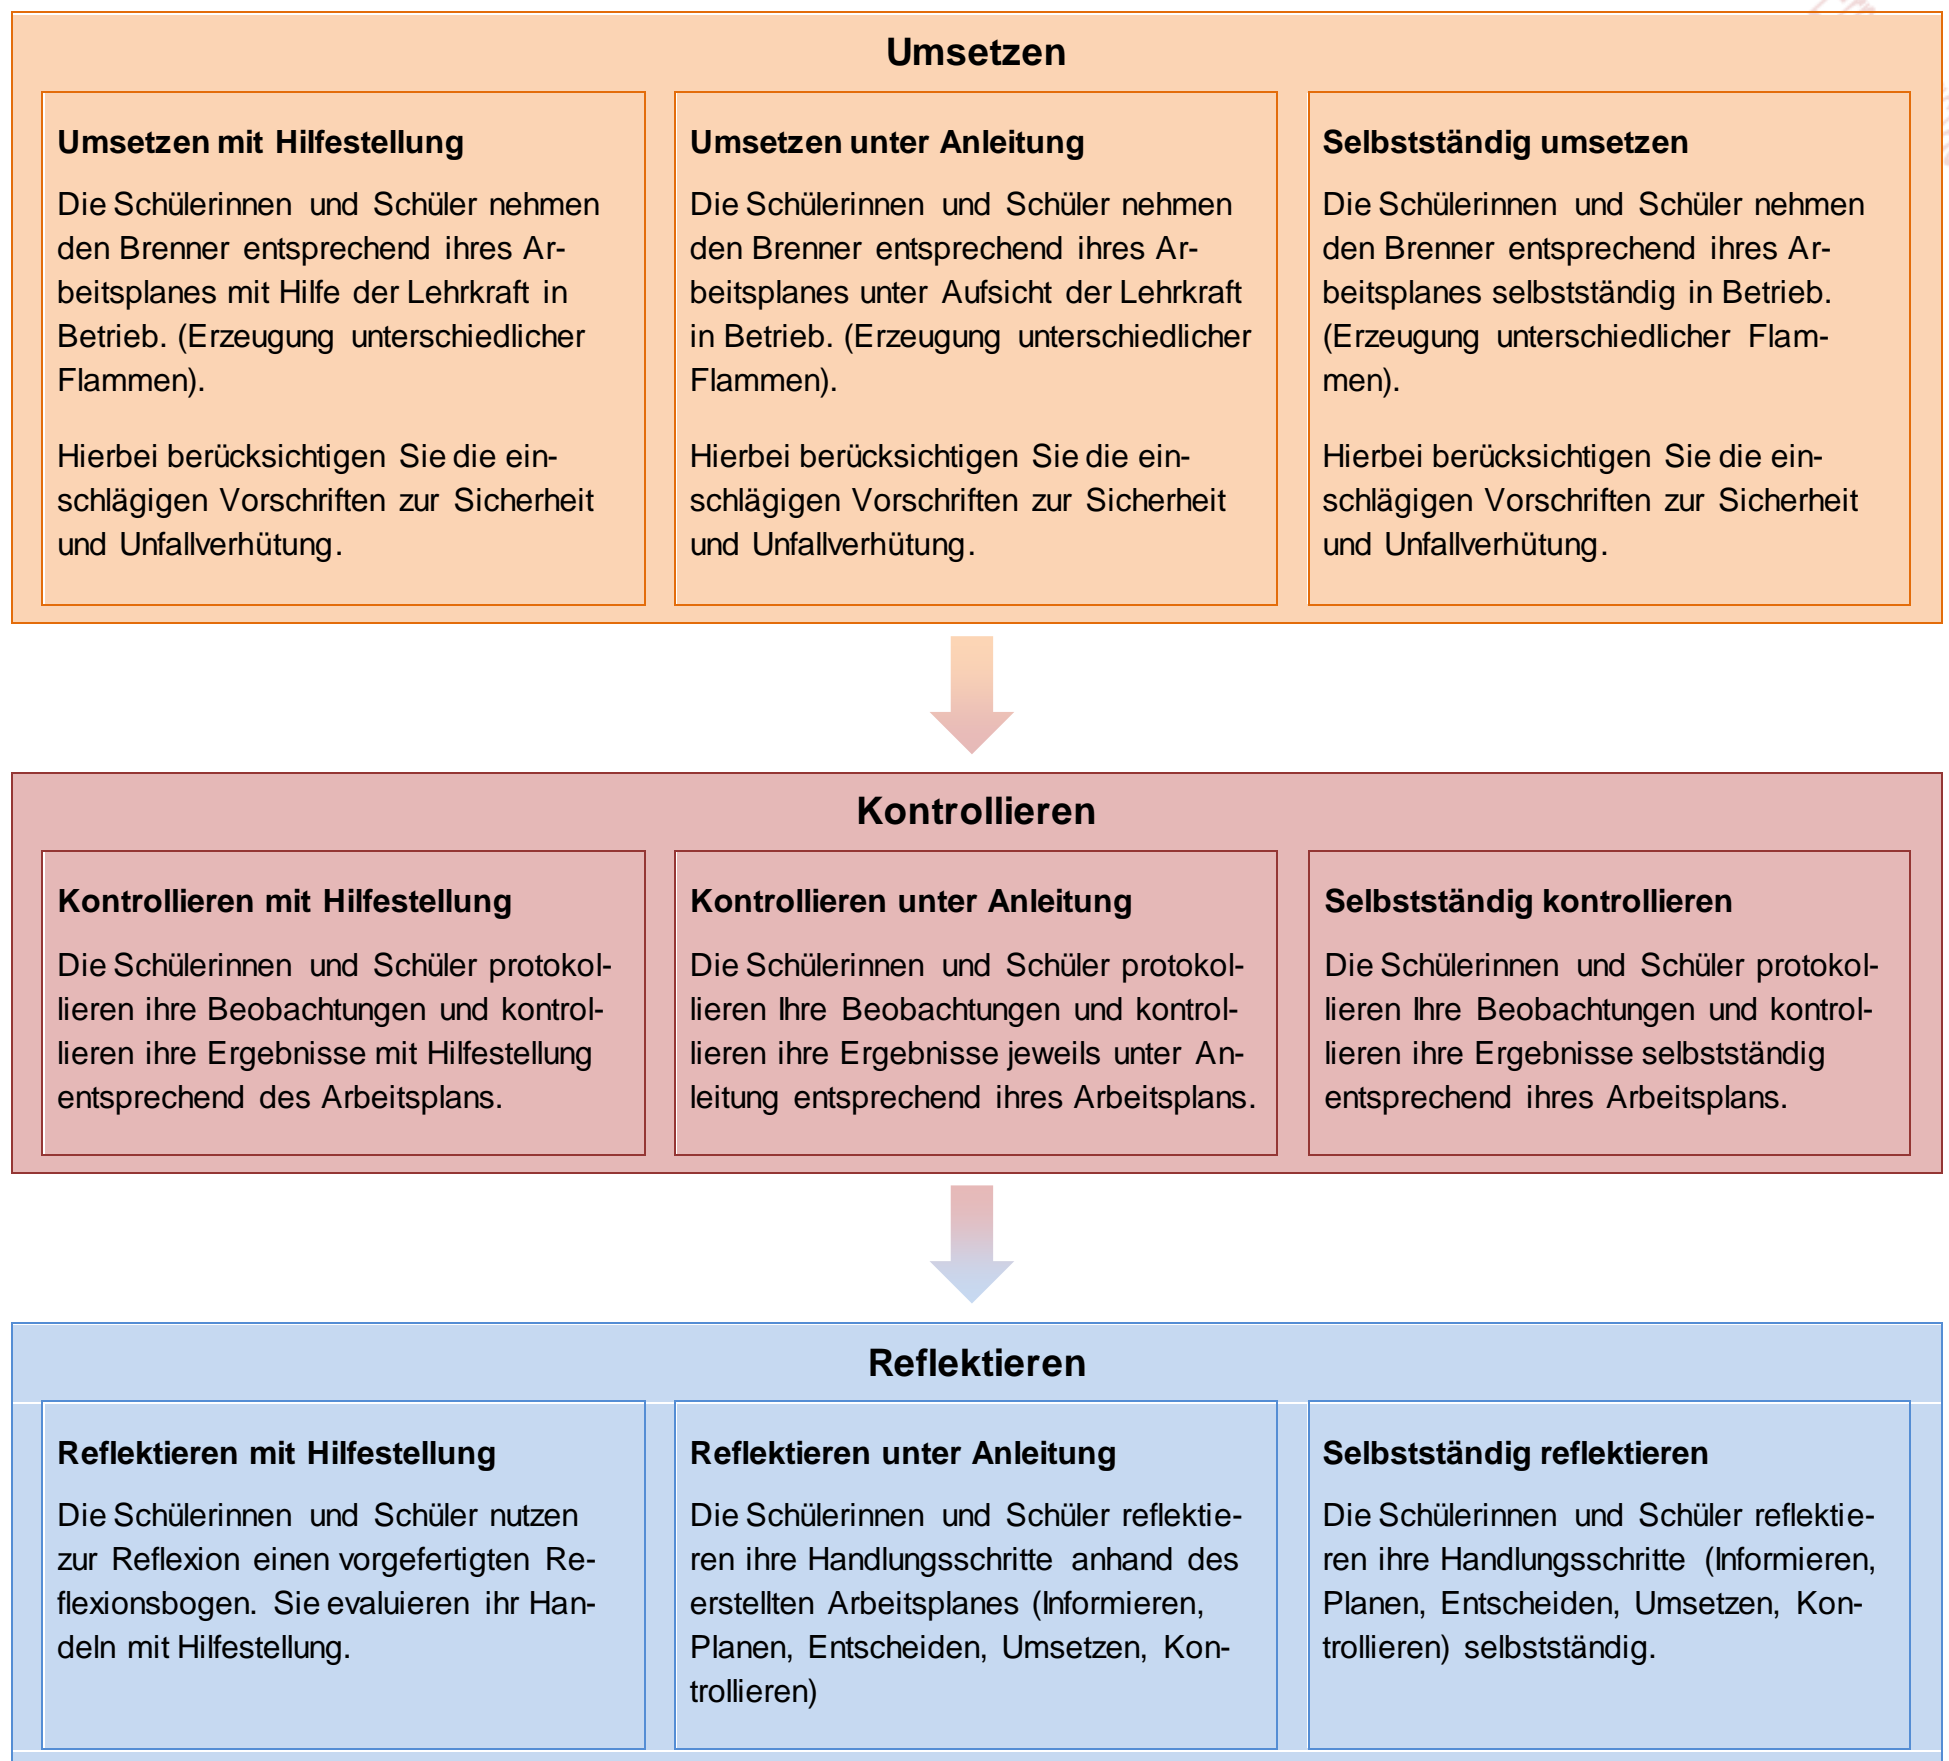 Umsetzen
Umsetzen mit Hilfestellung
Die Schülerinnen und Schüler nehmen
den Brenner entsprechend ihres Ar-
beitsplanes mit Hilfe der Lehrkraft in
Betrieb. (Erzeugung unterschiedlicher
Flammen).
Hierbei berücksichtigen Sie die ein-
schlägigen Vorschriften zur Sicherheit
und Unfallverhütung.
Umsetzen unter Anleitung
Die Schülerinnen und Schüler nehmen
den Brenner entsprechend ihres Ar-
beitsplanes unter Aufsicht der Lehrkraft
in Betrieb. (Erzeugung unterschiedlicher
Flammen).
Hierbei berücksichtigen Sie die ein-
schlägigen Vorschriften zur Sicherheit
und Unfallverhütung.
Selbstständig umsetzen
Die Schülerinnen und Schüler nehmen
den Brenner entsprechend ihres Ar-
beitsplanes selbstständig in Betrieb.
(Erzeugung unterschiedlicher Flam-
men).
Hierbei berücksichtigen Sie die ein-
schlägigen Vorschriften zur Sicherheit
und Unfallverhütung.
Kontrollieren
Kontrollieren mit Hilfestellung
Die Schülerinnen und Schüler protokol-
lieren ihre Beobachtungen und kontrol-
lieren ihre Ergebnisse mit Hilfestellung
entsprechend des Arbeitsplans.
Kontrollieren unter Anleitung
Die Schülerinnen und Schüler protokol-
lieren Ihre Beobachtungen und kontrol-
lieren ihre Ergebnisse jeweils unter An-
leitung entsprechend ihres Arbeitsplans.
Selbstständig kontrollieren
Die Schülerinnen und Schüler protokol-
lieren Ihre Beobachtungen und kontrol-
lieren ihre Ergebnisse selbstständig
entsprechend ihres Arbeitsplans.
Reflektieren
Reflektieren mit Hilfestellung
Die Schülerinnen und Schüler nutzen
zur Reflexion einen vorgefertigten Re-
flexionsbogen. Sie evaluieren ihr Han-
deln mit Hilfestellung.
Reflektieren unter Anleitung
Die Schülerinnen und Schüler reflektie-
ren ihre Handlungsschritte anhand des
erstellten Arbeitsplanes (Informieren,
Planen, Entscheiden, Umsetzen, Kon-
trollieren)
Selbstständig reflektieren
Die Schülerinnen und Schüler reflektie-
ren ihre Handlungsschritte (Informieren,
Planen, Entscheiden, Umsetzen, Kon-
trollieren) selbstständig.